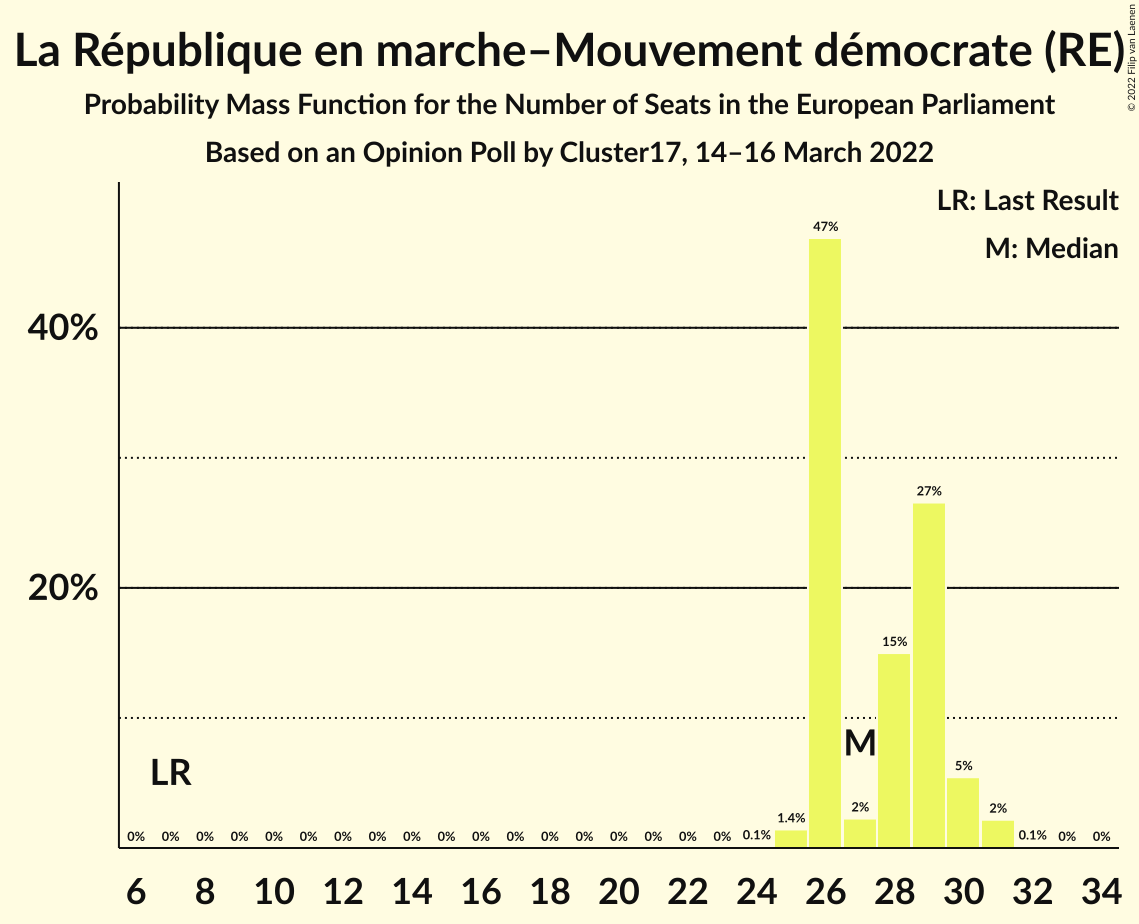 La République en marche–Mouvement démocrate (RE)
© 2022 Filip van Laenen
Probability Mass Function for the Number of Seats in the European Parliament
Based on an Opinion Poll by Cluster17, 14–16 March 2022
LR: Last Result
M: Median
47%
40%
27%
20%
15%
M
LR
5%
1.4%
2%
2%
0% 0% 0% 0% 0% 0% 0% 0% 0% 0% 0% 0% 0% 0% 0% 0% 0% 0% 0.1% 0.1% 0% 0%
6 8 10 12 14 16 18 20 22 24 26 28 30 32 34